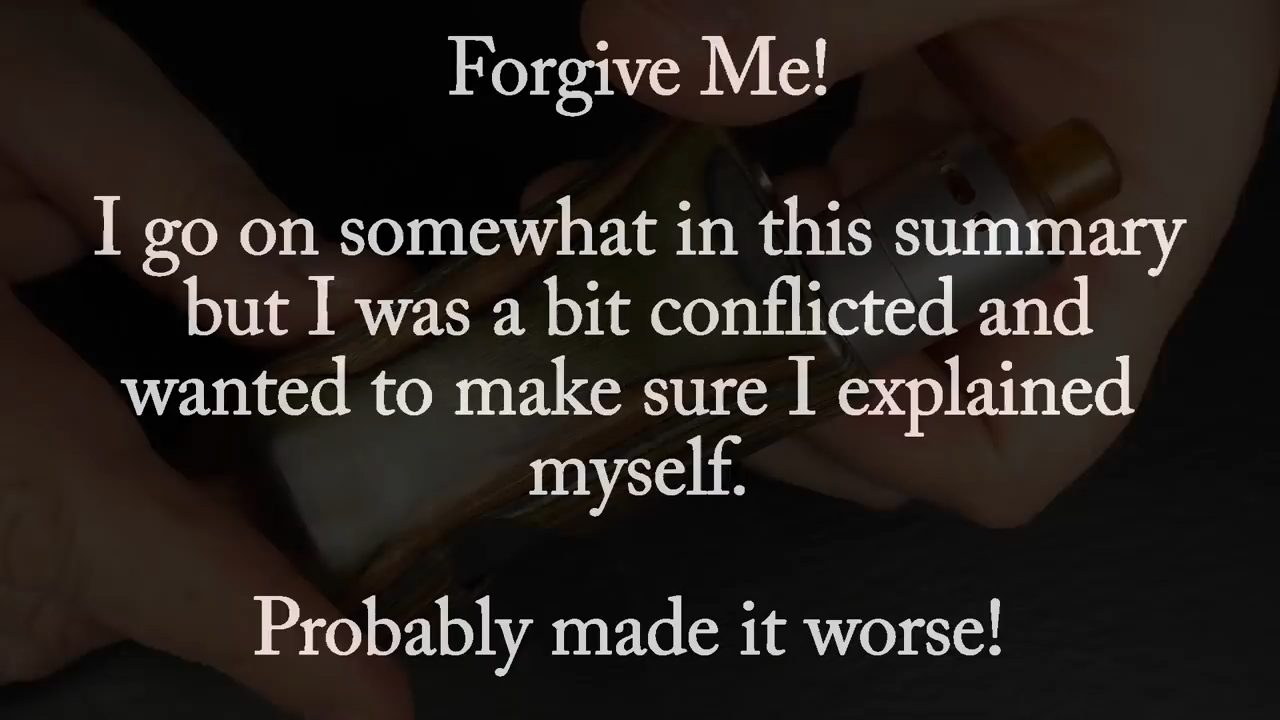 Forgive Me!
I go on somewhat in this summary
but I was a bit conflicted and
wanted to make sure I explained
myself.
Probably made it worse!